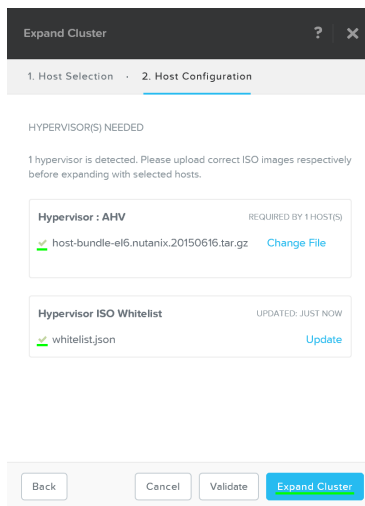 Expand Cluster ?
1. Host Selection · 2. Host Configuration
HYPERVISOR(S) NEEDED
1 hypervisor is detected. Please upload correct ISO images respectively
before expanding with selected hosts.
Hypervisor : AHV REQUIRED BY 1 HOST(S)
host-bundle-el6.nutanix.20150616.tar.gz Change File
Hypervisor ISO Whitelist UPDATED: JUST NOW
whitelist.json Update
Back Cancel Validate Expand Cluster